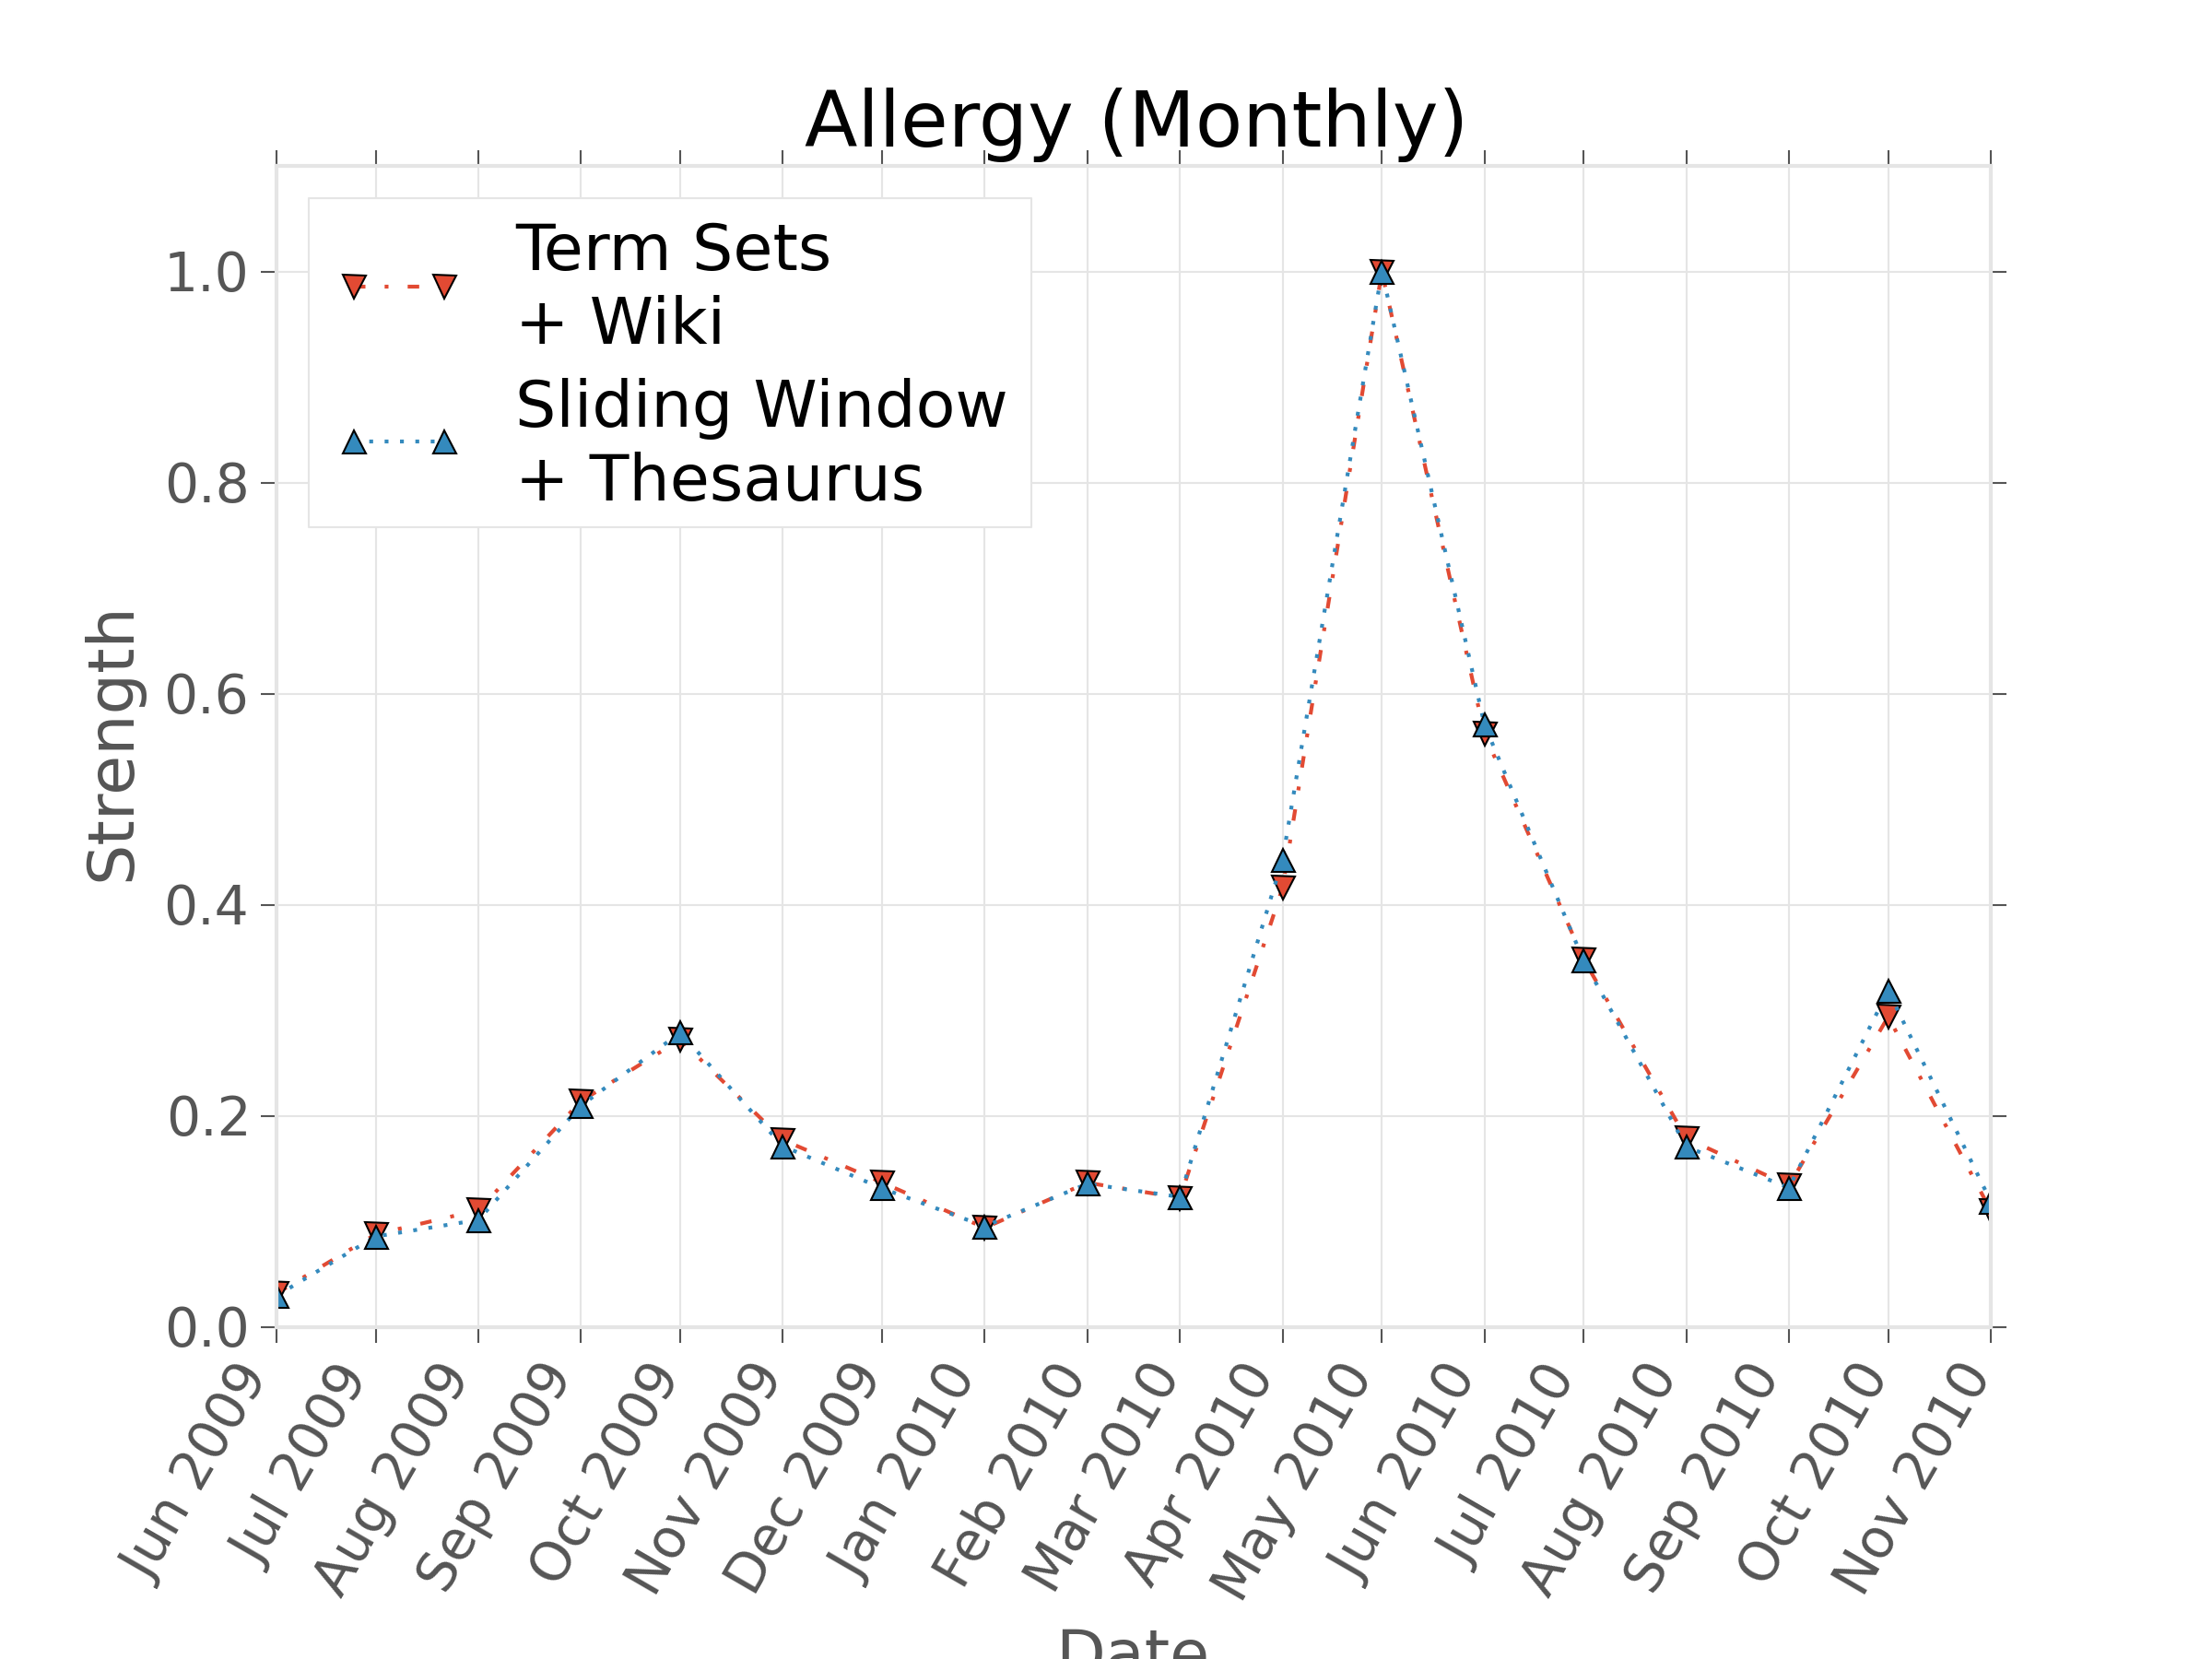 Allergy (Monthly)
Term Sets
+ Wiki
Sliding Window
+ Thesaurus
Strength
1.0
0.8
0.6
0.4
0.2
0.0
Jun 2009
Jul 2009
Aug 2009
Sep 2009
Oct 2009
Nov 2009
Dec 2009
Jan 2010
Feb 2010
Mar 2010
Apr 2010
May 2010
Jun 2010
Jul 2010
Aug 2010
Sep 2010
Oct 2010
Nov 2010
Date